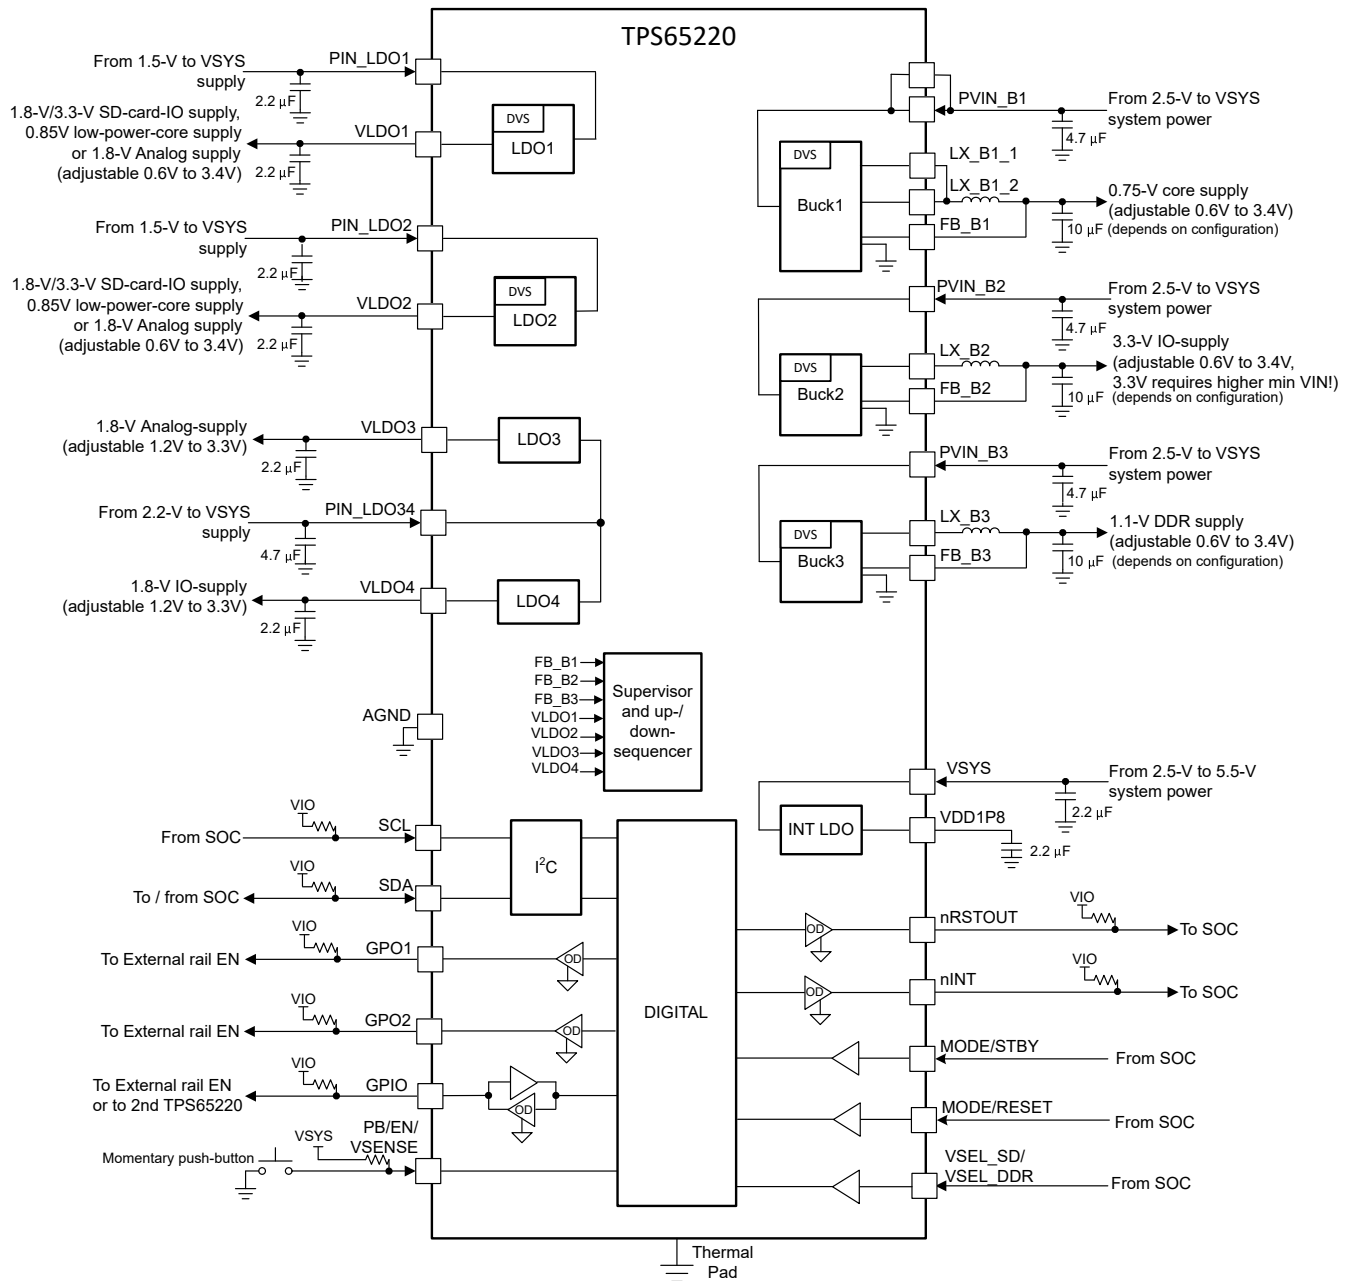 TPS65220
From 1.5-V to VSYS
supply
PIN_LDO1
2.2 μF
1.8-V/3.3-V SD-card-IO supply,
0.85V low-power-core supply
or 1.8-V Analog supply
(adjustable 0.6V to 3.4V)
VLDO1
2.2 μF
DVS
LDO1
From 1.5-V to VSYS
supply
PIN_LDO2
2.2 μF
1.8-V/3.3-V SD-card-IO supply,
0.85V low-power-core supply
or 1.8-V Analog supply
(adjustable 0.6V to 3.4V)
VLDO2
2.2 μF
DVS
LDO2
1.8-V Analog-supply
(adjustable 1.2V to 3.3V)
VLDO3
2.2 μF
LDO3
From 2.2-V to VSYS
supply
PIN_LDO34
4.7 μF
1.8-V IO-supply
(adjustable 1.2V to 3.3V)
VLDO4
2.2 μF
LDO4
PVIN_B1
From 2.5-V to VSYS
system power
4.7 μF
DVS
Buck1
LX_B1_1
LX_B1_2
FB_B1
0.75-V core supply
(adjustable 0.6V to 3.4V)
10 μF (depends on configuration)
PVIN_B2
From 2.5-V to VSYS
system power
4.7 μF
DVS
Buck2
LX_B2
FB_B2
3.3-V IO-supply
(adjustable 0.6V to 3.4V,
3.3V requires higher min VIN!)
10 μF (depends on configuration)
PVIN_B3
From 2.5-V to VSYS
system power
4.7 μF
DVS
Buck3
LX_B3
FB_B3
1.1-V DDR supply
(adjustable 0.6V to 3.4V)
10 μF (depends on configuration)
FB_B1
FB_B2
FB_B3
VLDO1
VLDO2
VLDO3
VLDO4
Supervisor
and up-/
down-
sequencer
AGND
VSYS
From 2.5-V to 5.5-V
system power
2.2 μF
INT LDO
VDD1P8
2.2 μF
From SOC
VIO
SCL
To / from SOC
VIO
SDA
I²C
To External rail EN
VIO
GPO1
OD
To External rail EN
VIO
GPO2
OD
To External rail EN
or to 2nd TPS65220
VIO
GPIO
OD
Momentary push-button
VSYS
PB/EN/
VSENSE
DIGITAL
OD
nRSTOUT
VIO
To SOC
OD
nINT
VIO
To SOC
MODE/STBY
From SOC
MODE/RESET
From SOC
VSEL_SD/
VSEL_DDR
From SOC
Thermal
Pad